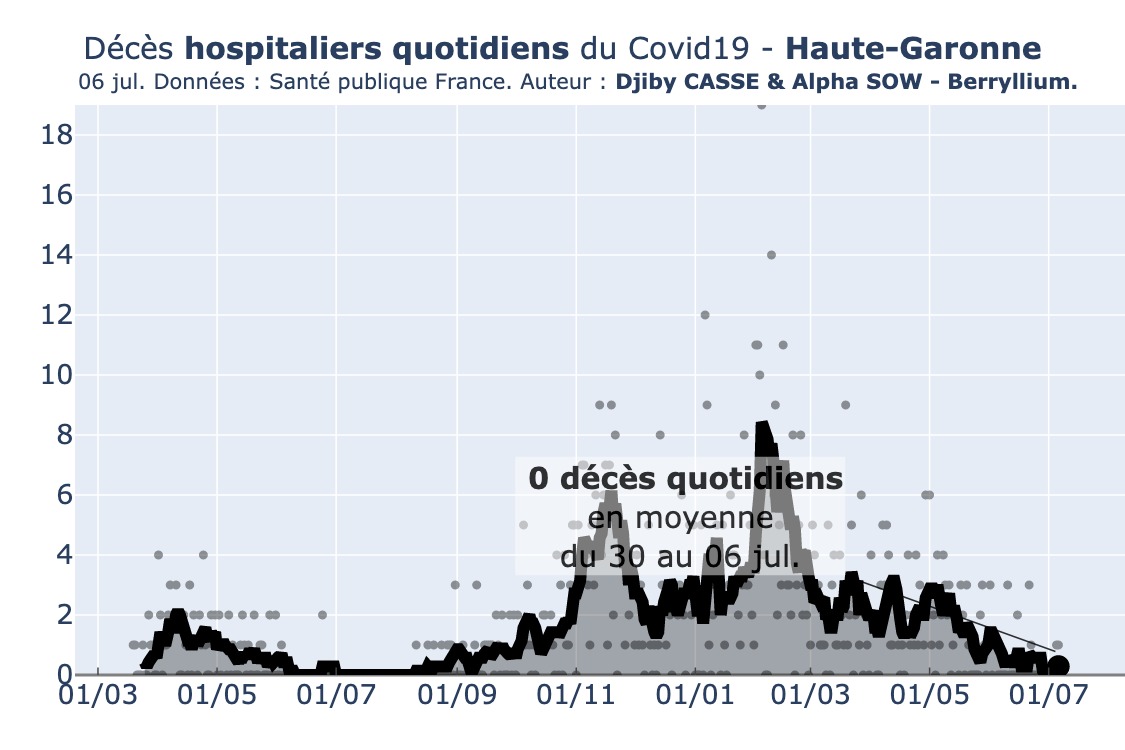 Décès hospitaliers quotidiens du Covid19 - Haute-Garonne
06 jul. Données : Santé publique France. Auteur : Djiby CASSE & Alpha SOW - Berryllium.
18
16
14
12
10
8
6
4
2
0
0 décès quotidiens
en moyenne
du 30 au 06 jul.
01/03 01/05 01/07 01/09 01/11 01/01 01/03 01/05 01/07